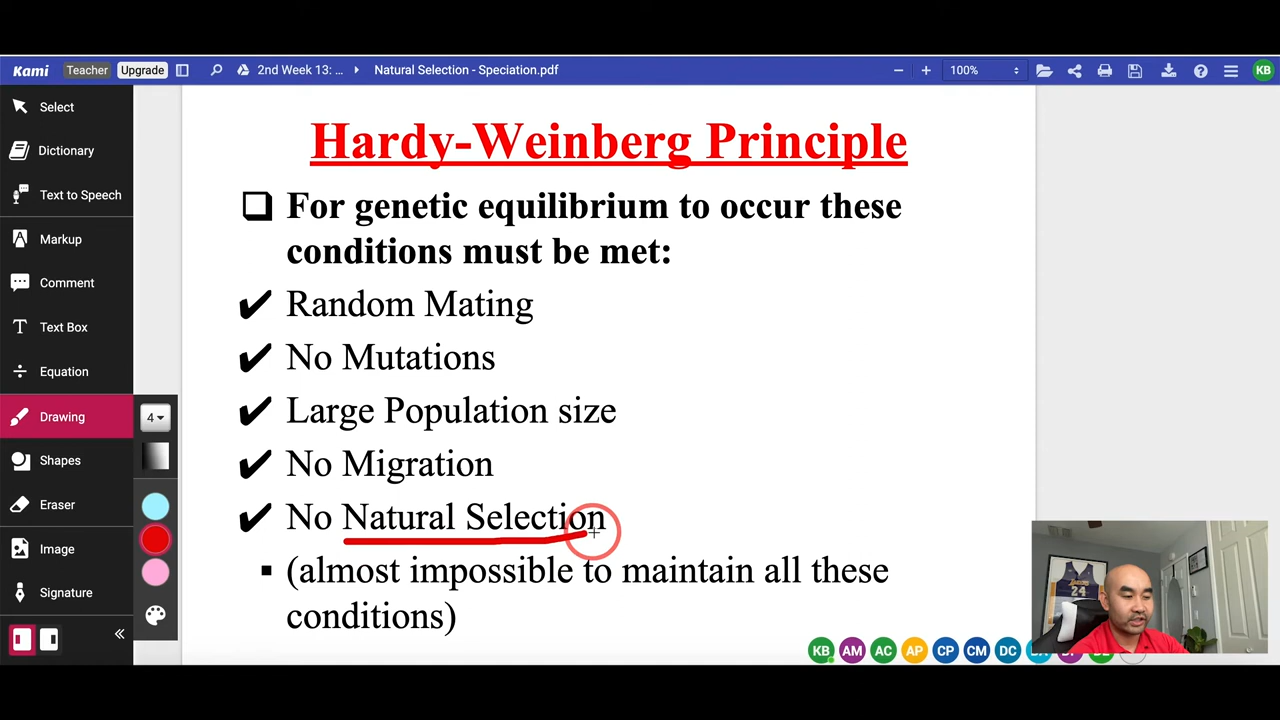 Kami
Teacher
Upgrade
2nd Week 13: ...
Natural Selection - Speciation.pdf
100%
KB
Select
Dictionary
Text to Speech
Markup
Comment
Text Box
Equation
Drawing
Shapes
Eraser
Image
Signature
4
Hardy-Weinberg Principle
For genetic equilibrium to occur these
conditions must be met:
Random Mating
No Mutations
Large Population size
No Migration
No Natural Selection
(almost impossible to maintain all these
conditions)
24
KB AM AC AP CP CM DC